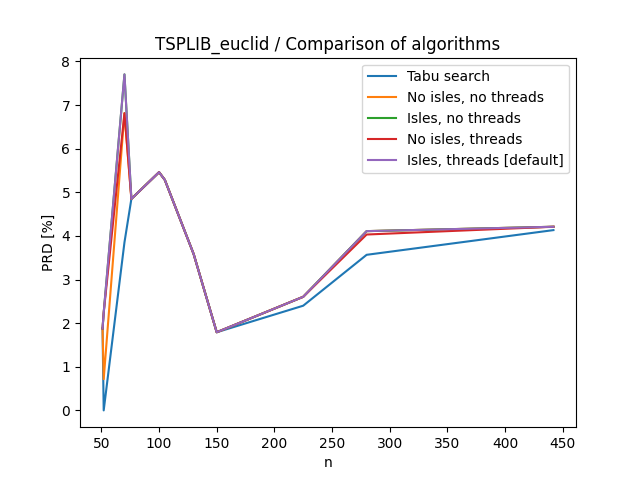 TSPLIB_euclid / Comparison of algorithms
Tabu search
No isles, no threads
Isles, no threads
No isles, threads
Isles, threads [default]
PRD [%]
8
7
6
5
4
3
2
1
0
50 100 150 200 250 300 350 400 450
n